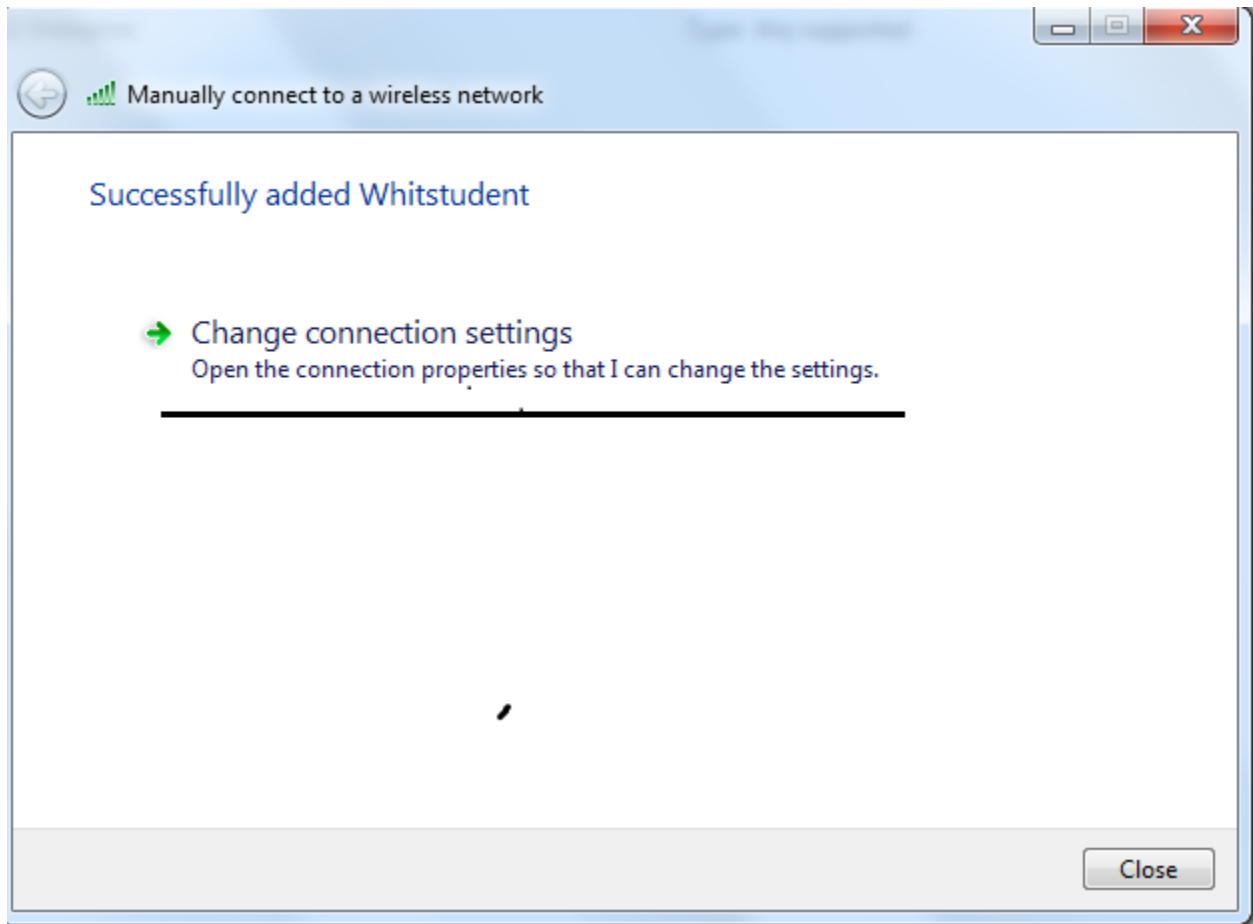 Manually connect to a wireless network
Successfully added Whitstudent
Change connection settings
Open the connection properties so that I can change the settings.
Close